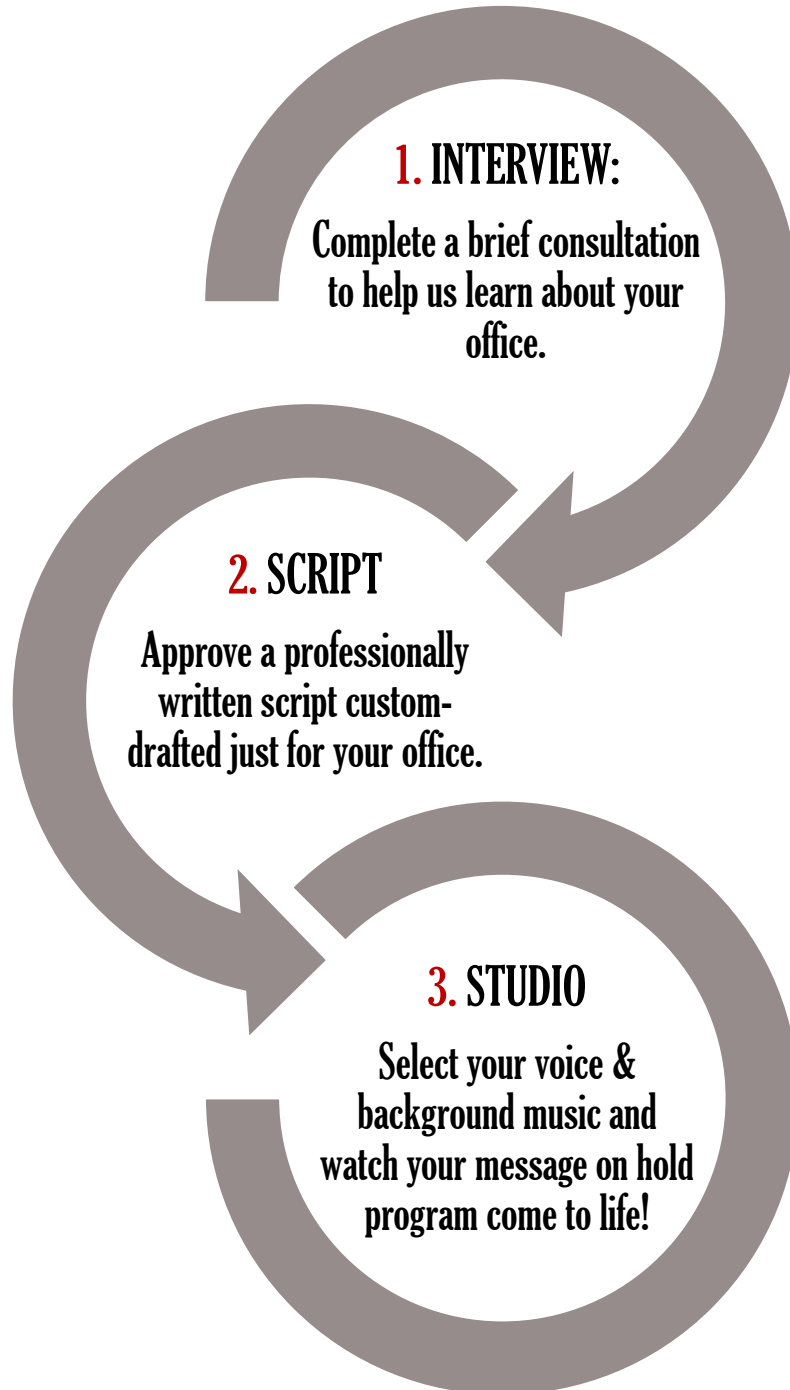 1. INTERVIEW:
Complete a brief consultation
to help us learn about your
office.
2. SCRIPT
Approve a professionally
written script custom-
drafted just for your office.
3. STUDIO
Select your voice &
background music and
watch your message on hold
program come to life!